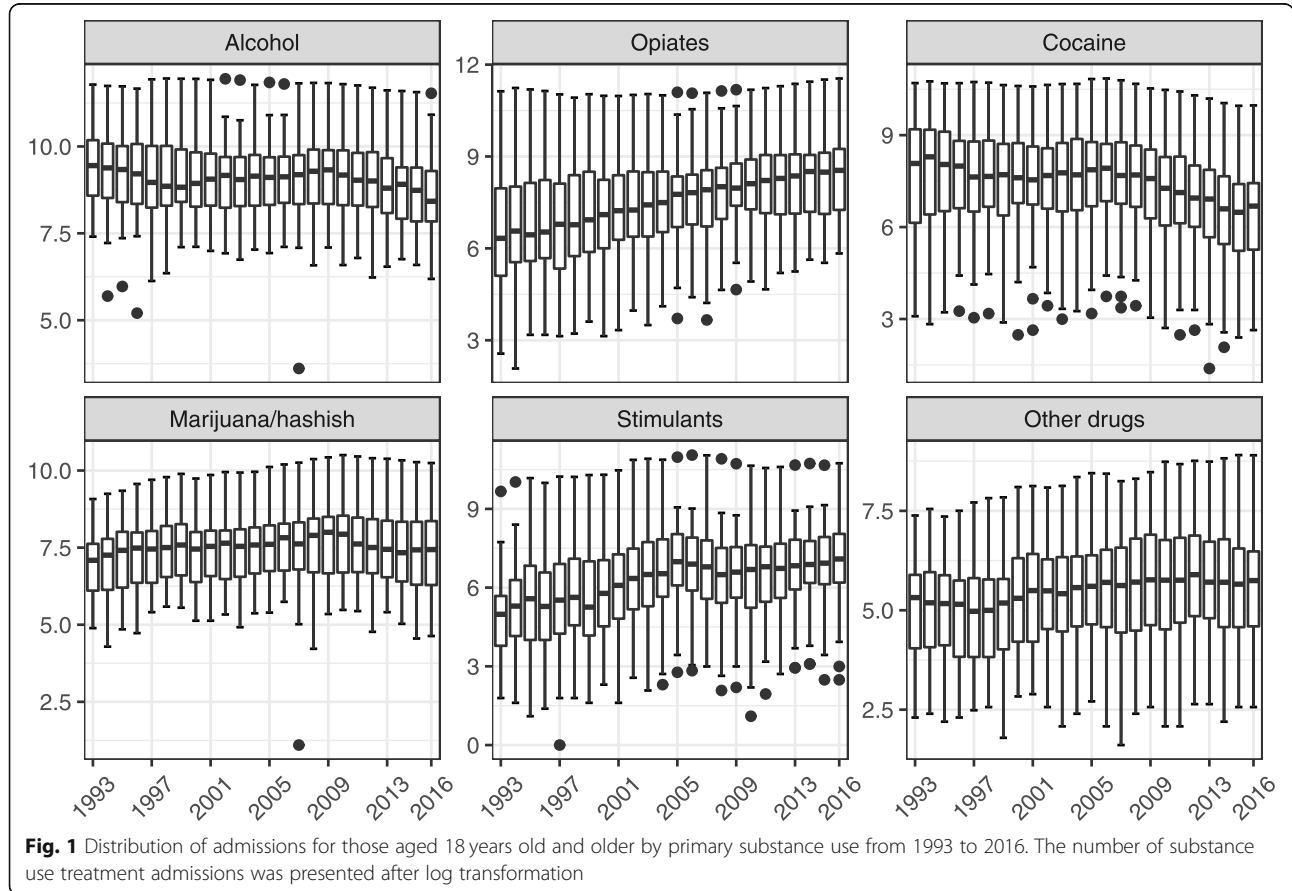 Alcohol
Opiates
Cocaine
10.0
7.5
5.0
12
9
6
3
9
6
3
Marijuana/hashish
Stimulants
Other drugs
10.0
7.5
5.0
2.5
9
6
3
0
7.5
5.0
2.5
1993 1997 2001 2005 2009 2013 2016
1993 1997 2001 2005 2009 2013 2016
1993 1997 2001 2005 2009 2013 2016
Fig. 1 Distribution of admissions for those aged 18 years old and older by primary substance use from 1993 to 2016. The number of substance
use treatment admissions was presented after log transformation